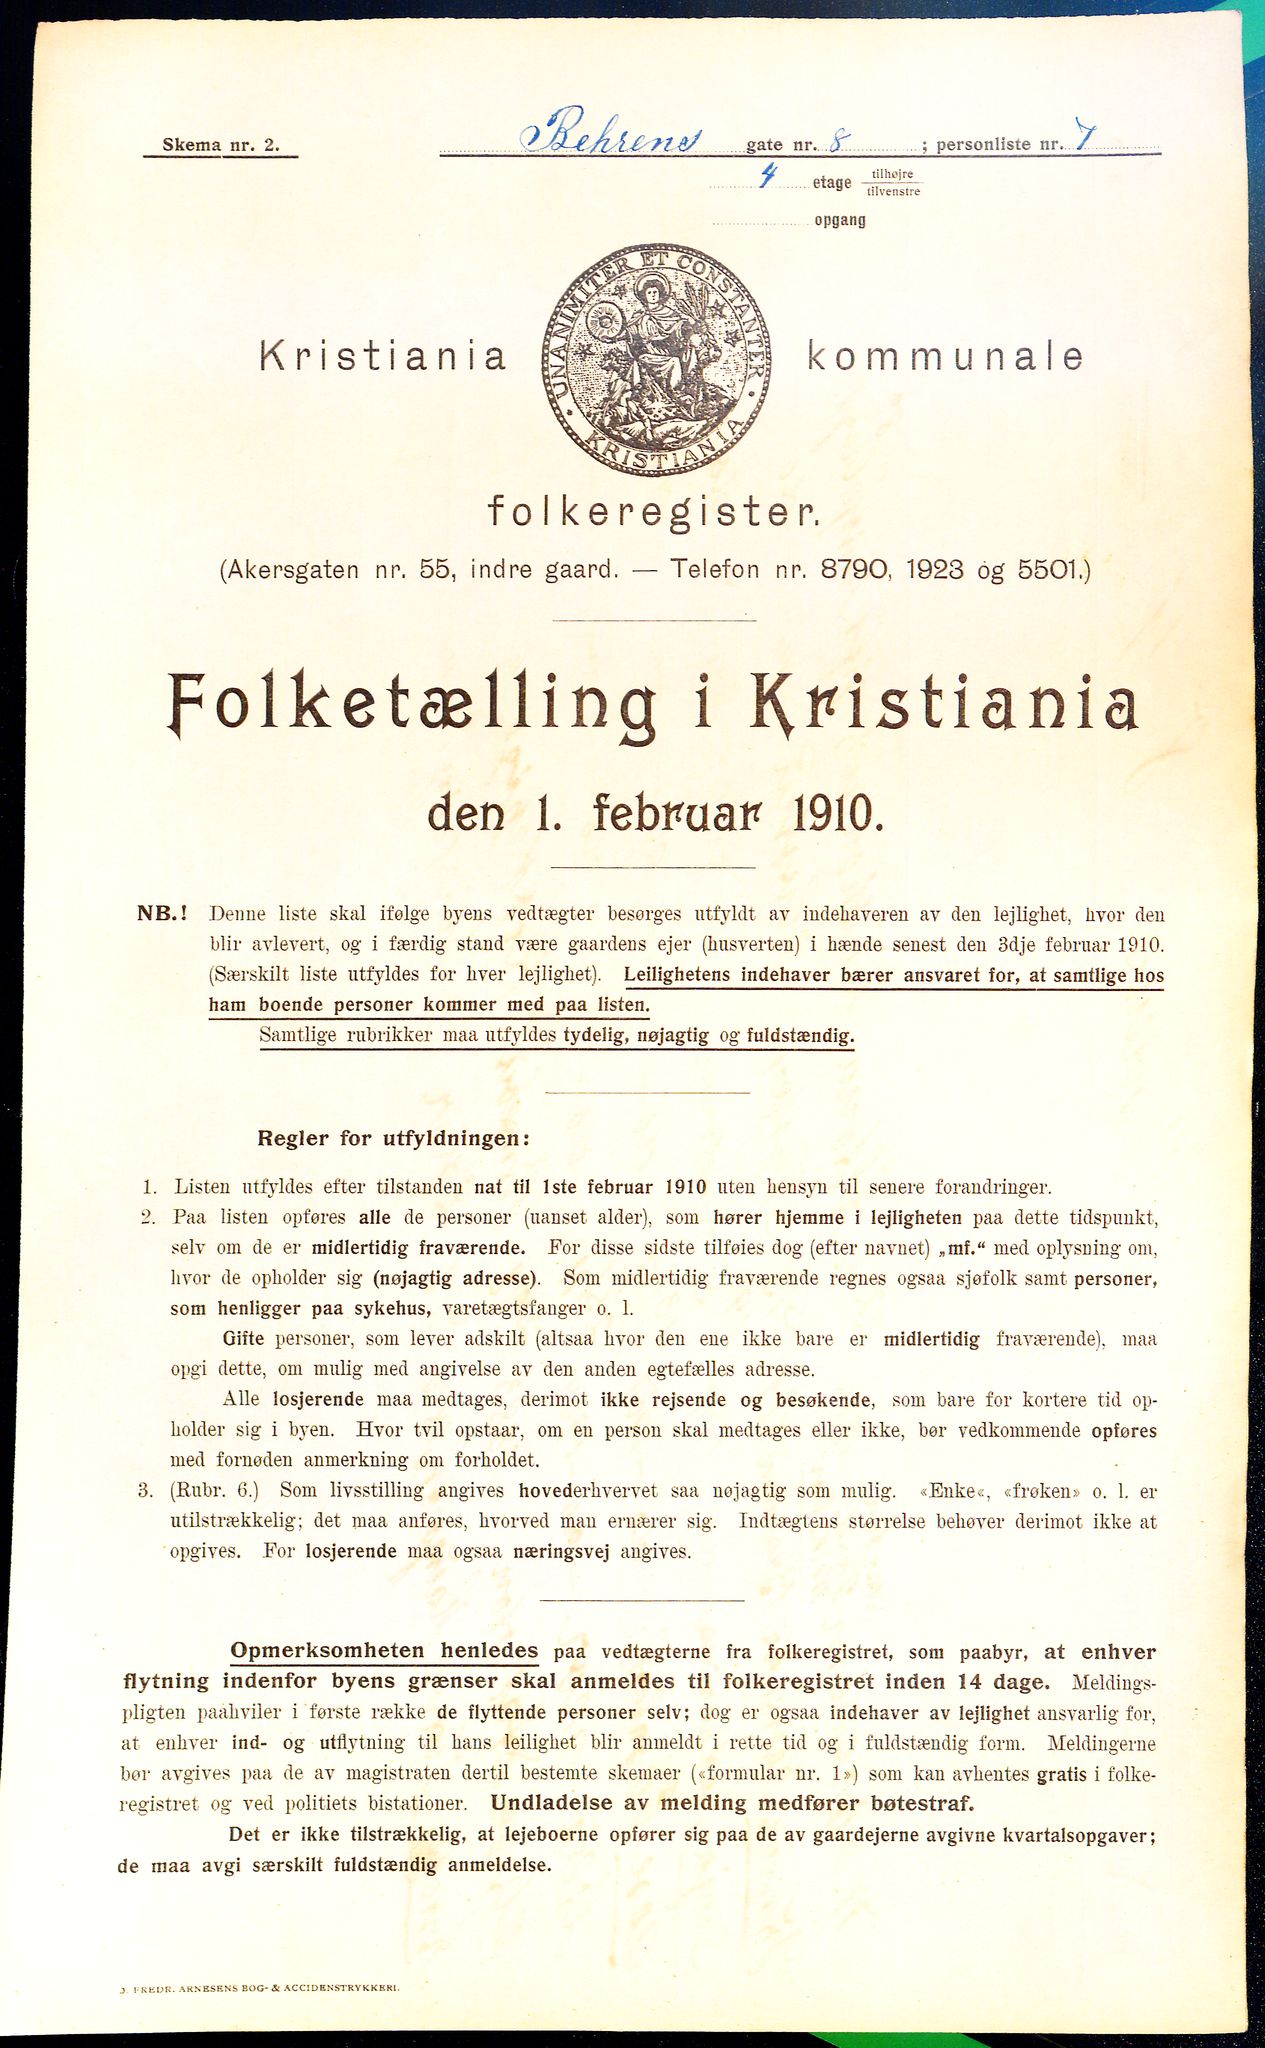 Skema nr. 2.
Behrens gate nr. 8 ; personliste nr. 7
4 etage tilhøjre
tilvenstre
opgang
UNANIMITER ET CONSTANTER · KRISTIANIA ·
Kristiania kommunale
folkeregister.
(Akersgaten nr. 55, indre gaard. — Telefon nr. 8790, 1923 og 5501.)
Folketælling i Kristiania
den 1. februar 1910.
NB.! Denne liste skal ifølge byens vedtægter besørges utfyldt av indehaveren av den lejlighet, hvor den
blir avlevert, og i færdig stand være gaardens ejer (husverten) i hænde senest den 3dje februar 1910.
(Særskilt liste utfyldes for hver lejlighet). Leilighetens indehaver bærer ansvaret for, at samtlige hos
ham boende personer kommer med paa listen.
Samtlige rubrikker maa utfyldes tydelig, nøjagtig og fuldstændig.
Regler for utfyldningen:
1. Listen utfyldes efter tilstanden nat til 1ste februar 1910 uten hensyn til senere forandringer.
2. Paa listen opføres alle de personer (uanset alder), som hører hjemme i lejligheten paa dette tidspunkt,
selv om de er midlertidig fraværende. For disse sidste tilføies dog (efter navnet) „mf.“ med oplysning om,
hvor de opholder sig (nøjagtig adresse). Som midlertidig fraværende regnes ogsaa sjøfolk samt personer,
som henligger paa sykehus, varetægtsfanger o. l.
Gifte personer, som lever adskilt (altsaa hvor den ene ikke bare er midlertidig fraværende), maa
opgi dette, om mulig med angivelse av den anden egtefælles adresse.
Alle losjerende maa medtages, derimot ikke rejsende og besøkende, som bare for kortere tid op-
holder sig i byen. Hvor tvil opstaar, om en person skal medtages eller ikke, bør vedkommende opføres
med fornøden anmerkning om forholdet.
3. (Rubr. 6.) Som livsstilling angives hovederhvervet saa nøjagtig som mulig. «Enke«, «frøken» o. l. er
utilstrækkelig; det maa anføres, hvorved man ernærer sig. Indtægtens størrelse behøver derimot ikke at
opgives. For losjerende maa ogsaa næringsvej angives.
Opmerksomheten henledes paa vedtægterne fra folkeregistret, som paabyr, at enhver
flytning indenfor byens grænser skal anmeldes til folkeregistret inden 14 dage. Meldings-
pligten paahviler i første række de flyttende personer selv; dog er ogsaa indehaver av lejlighet ansvarlig for,
at enhver ind- og utflytning til hans leilighet blir anmeldt i rette tid og i fuldstændig form. Meldingerne
bør avgives paa de av magistraten dertil bestemte skemaer («formular nr. 1») som kan avhentes gratis i folke-
registret og ved politiets bistationer. Undladelse av melding medfører bøtestraf.
Det er ikke tilstrækkelig, at lejeboerne opfører sig paa de av gaardejerne avgivne kvartalsopgaver;
de maa avgi særskilt fuldstændig anmeldelse.
J. FREDR. ARNESENS BOG- & ACCIDENSTRYKKERI.